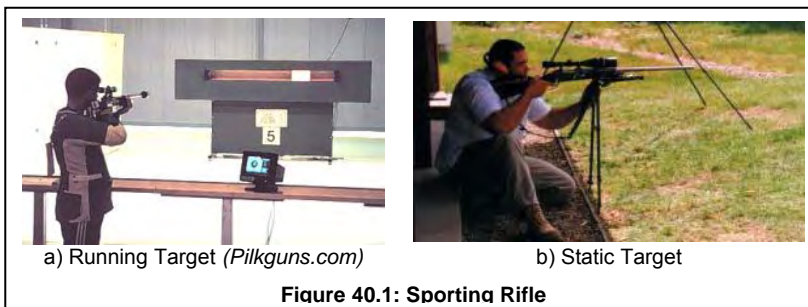 5
a) Running Target (Pilkguns.com)
b) Static Target
Figure 40.1: Sporting Rifle